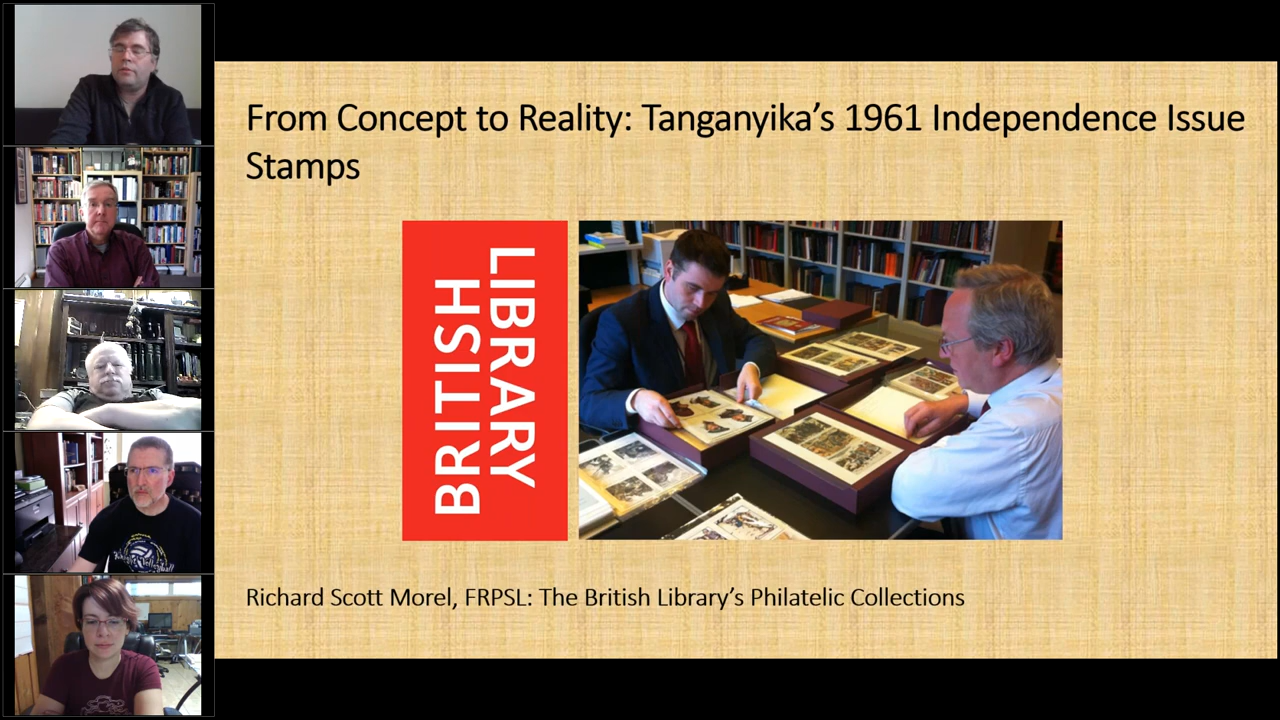 From Concept to Reality: Tanganyika's 1961 Independence Issue
Stamps
BRITISH
LIBRARY
Richard Scott Morel, FRPSL: The British Library's Philatelic Collections